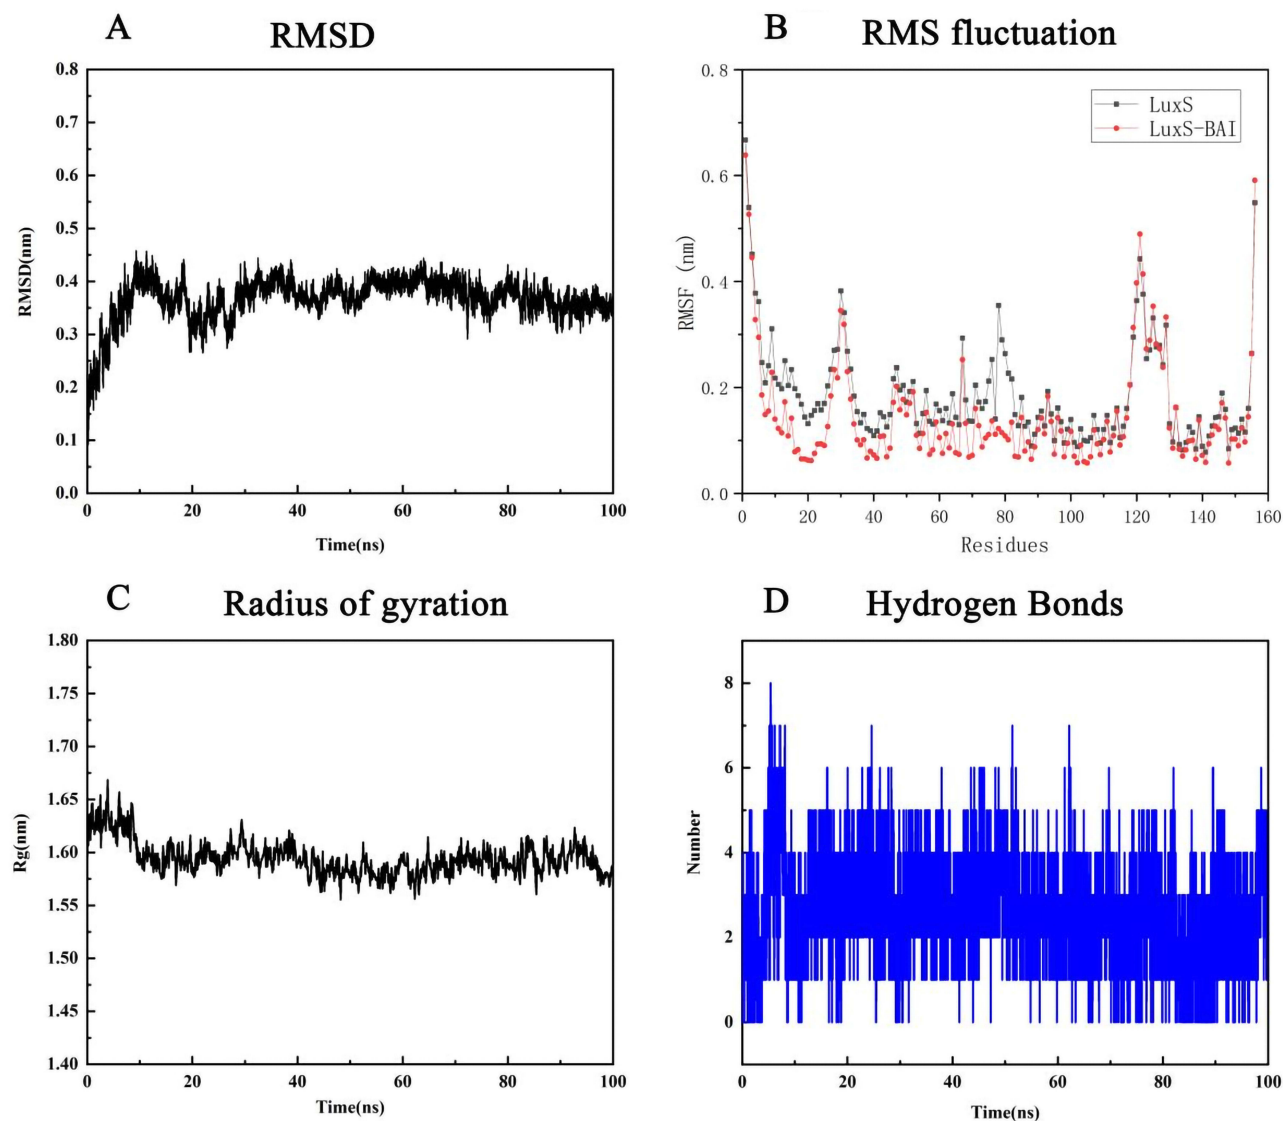 A RMSD
0.8
0.7
0.6
0.5
0.4
0.3
0.2
0.1
0.0
RMSD(nm)
0 20 40 60 80 100
Time(ns)
B RMS fluctuation
LuxS
LuxS-BAI
0.8
0.6
0.4
0.2
0.0
RMSF (nm)
0 20 40 60 80 100 120 140 160
Residues
C Radius of gyration
1.80
1.75
1.70
1.65
1.60
1.55
1.50
1.45
1.40
Rg(nm)
0 20 40 60 80 100
Time(ns)
D Hydrogen Bonds
8
6
4
2
0
Number
0 20 40 60 80 100
Time(ns)